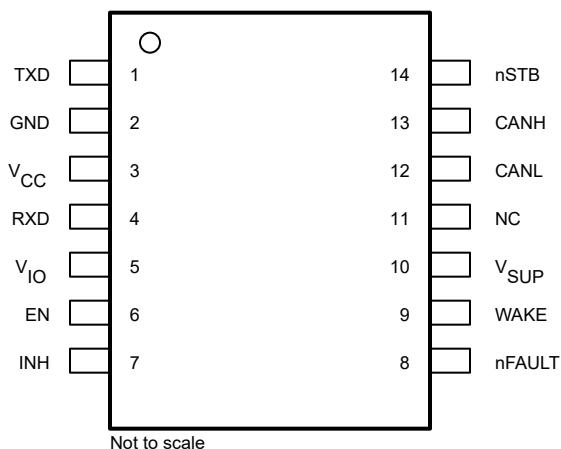 TXD 1 14 nSTB
GND 2 13 CANH
VCC 3 12 CANL
RXD 4 11 NC
VIO 5 10 VSUP
EN 6 9 WAKE
INH 7 8 nFAULT
Not to scale